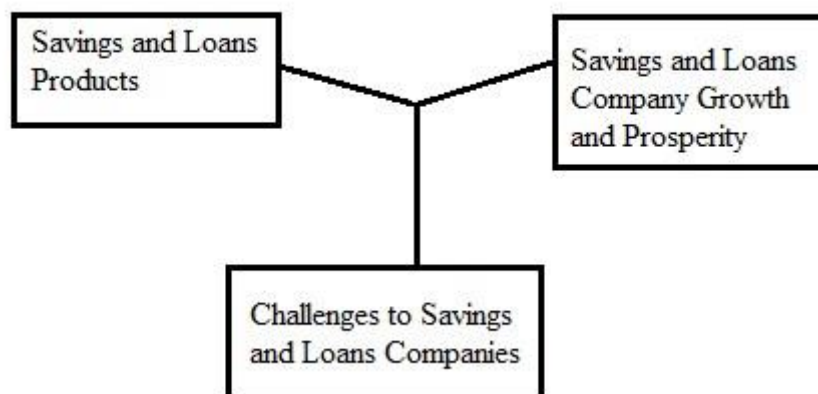 Savings and Loans
Products
Savings and Loans
Company Growth
and Prosperity
Challenges to Savings
and Loans Companies